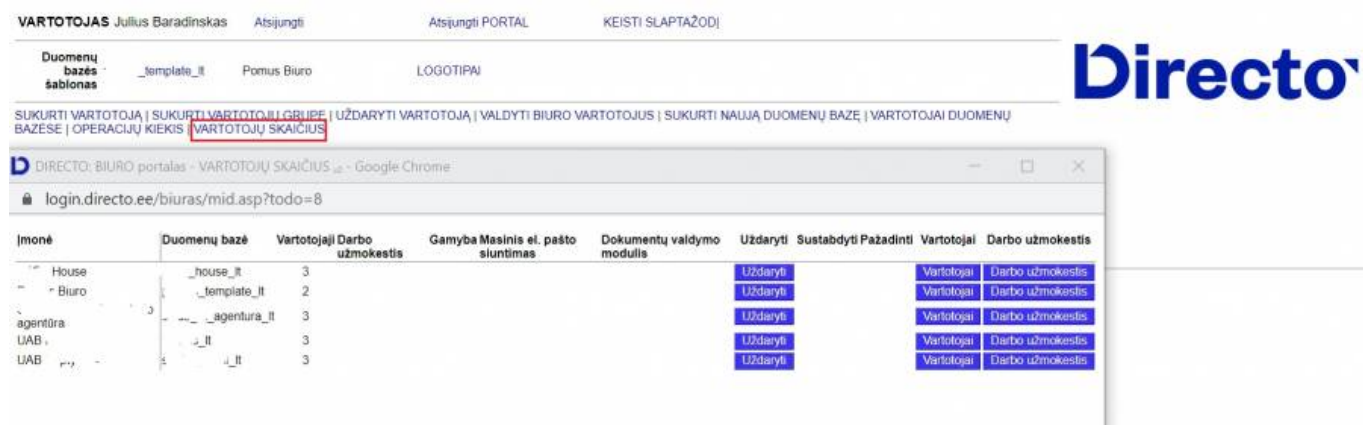 VARTOTOJAS Julius Baradinskas Atsijungti Atsijungti PORTAL KEISTI SLAPTAŽODĮ
Duomenų bazės šablonas _template_lt Pomus Biuro LOGOTIPAI
Directo
SUKURTI VARTOTOJĄ | SUKURTI VARTOTOJŲ GRUPĘ | UŽDARYTI VARTOTOJĄ | VALDYTI BIURO VARTOTOJUS | SUKURTI NAUJĄ DUOMENŲ BAZĘ | VARTOTOJAI DUOMENŲ
BAZĖSE | OPERACIJŲ KIEKIS | VARTOTOJŲ SKAIČIUS
DIRECTO: BIURO portalas - VARTOTOJŲ SKAIČIUS - Google Chrome
login.directo.ee/biuras/mid.asp?todo=8
Įmonė Duomenų bazė Vartotojaji Darbo užmokestis Gamyba Masinis el. pašto siuntimas Dokumentų valdymo modulis Uždaryti Sustabdyti Pažadinti Vartotojai Darbo užmokestis
House _house_lt 3 Uždaryti Vartotojai Darbo užmokestis
Biuro _template_lt 2 Uždaryti Vartotojai Darbo užmokestis
agentūra _agentura_lt 3 Uždaryti Vartotojai Darbo užmokestis
UAB _lt 3 Uždaryti Vartotojai Darbo užmokestis
UAB _lt 3 Uždaryti Vartotojai Darbo užmokestis